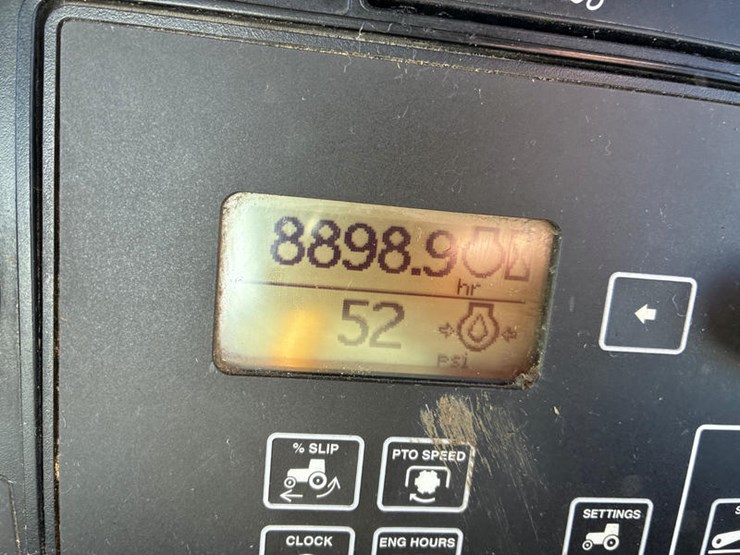 8898.9
hr
52
psi
% SLIP
PTO SPEED
SETTINGS
CLOCK
ENG HOURS